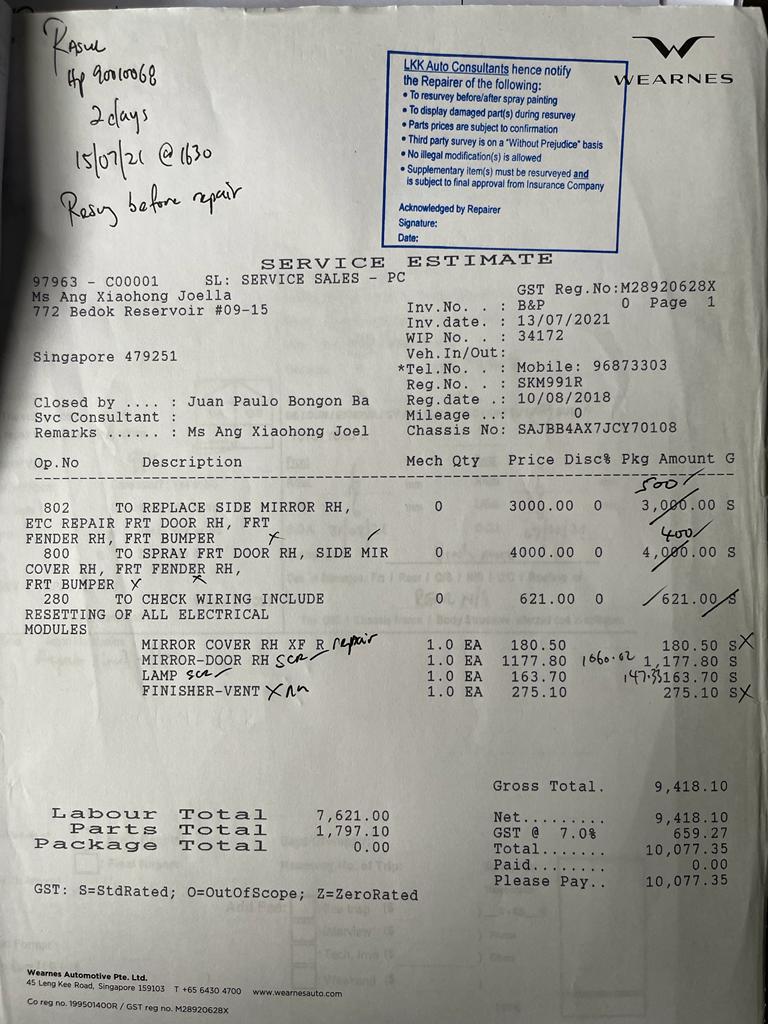 Rasul
Hp 90010068
2 days
15/07/21 @ 1630
before repair
WEARNES
LKK Auto Consultants hence notify
the Repairer of the following:
• To resurvey before/after spray painting
• To display damaged part(s) during resurvey
• Parts prices are subject to confirmation
• Third party survey is on a "Without Prejudice" basis
• No illegal modification(s) is allowed
• Supplementary item(s) must be resurveyed and
is subject to final approval from Insurance Company
Acknowledged by Repairer
Signature:
Date:
SERVICE ESTIMATE
97963 - C00001 SL: SERVICE SALES - PC
Ms Ang Xiaohong Joella
772 Bedok Reservoir #09-15
Singapore 479251
GST Reg.No:M28920628X
Inv.No. . : B&P 0 Page 1
Inv.date. : 13/07/2021
WIP No. . : 34172
Veh.In/Out:
*Tel.No. . : Mobile: 96873303
Reg.No. . : SKM991R
Reg.date .: 10/08/2018
Mileage ..: 0
Chassis No: SAJBB4AX7JCY70108
Closed by .... : Juan Paulo Bongon Ba
Svc Consultant :
Remarks ...... : Ms Ang Xiaohong Joel
Op.No Description Mech Qty Price Disc% Pkg Amount G
500/
802 TO REPLACE SIDE MIRROR RH, 0 3000.00 0 3,000.00 S
ETC REPAIR FRT DOOR RH, FRT
FENDER RH, FRT BUMPER x
400/
800 TO SPRAY FRT DOOR RH, SIDE MIR 0 4000.00 0 4,000.00 S
COVER RH, FRT FENDER RH,
FRT BUMPER x x
280 TO CHECK WIRING INCLUDE 0 621.00 0 621.00 S
RESETTING OF ALL ELECTRICAL
MODULES
MIRROR COVER RH XF R repair 1.0 EA 180.50 180.50 S x
MIRROR-DOOR RH scr 1.0 EA 1177.80 1060.02 1,177.80 S
LAMP scr 1.0 EA 163.70 147.33 163.70 S
FINISHER-VENT x 1.0 EA 275.10 275.10 S x
Gross Total. 9,418.10
Labour Total 7,621.00
Parts Total 1,797.10
Package Total 0.00
Net......... 9,418.10
GST @ 7.0% 659.27
Total....... 10,077.35
Paid........ 0.00
Please Pay.. 10,077.35
GST: S=StdRated; O=OutOfScope; Z=ZeroRated
Wearnes Automotive Pte. Ltd.
45 Leng Kee Road, Singapore 159103 T +65 6430 4700 www.wearnesauto.com
Co reg no. 199501400R / GST reg no. M28920628X